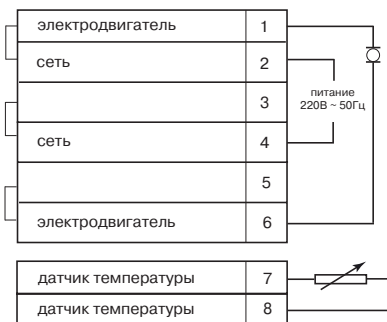 электродвигатель 1
сеть 2
3
питание
220В ~ 50Гц
сеть 4
5
электродвигатель 6
датчик температуры 7
датчик температуры 8